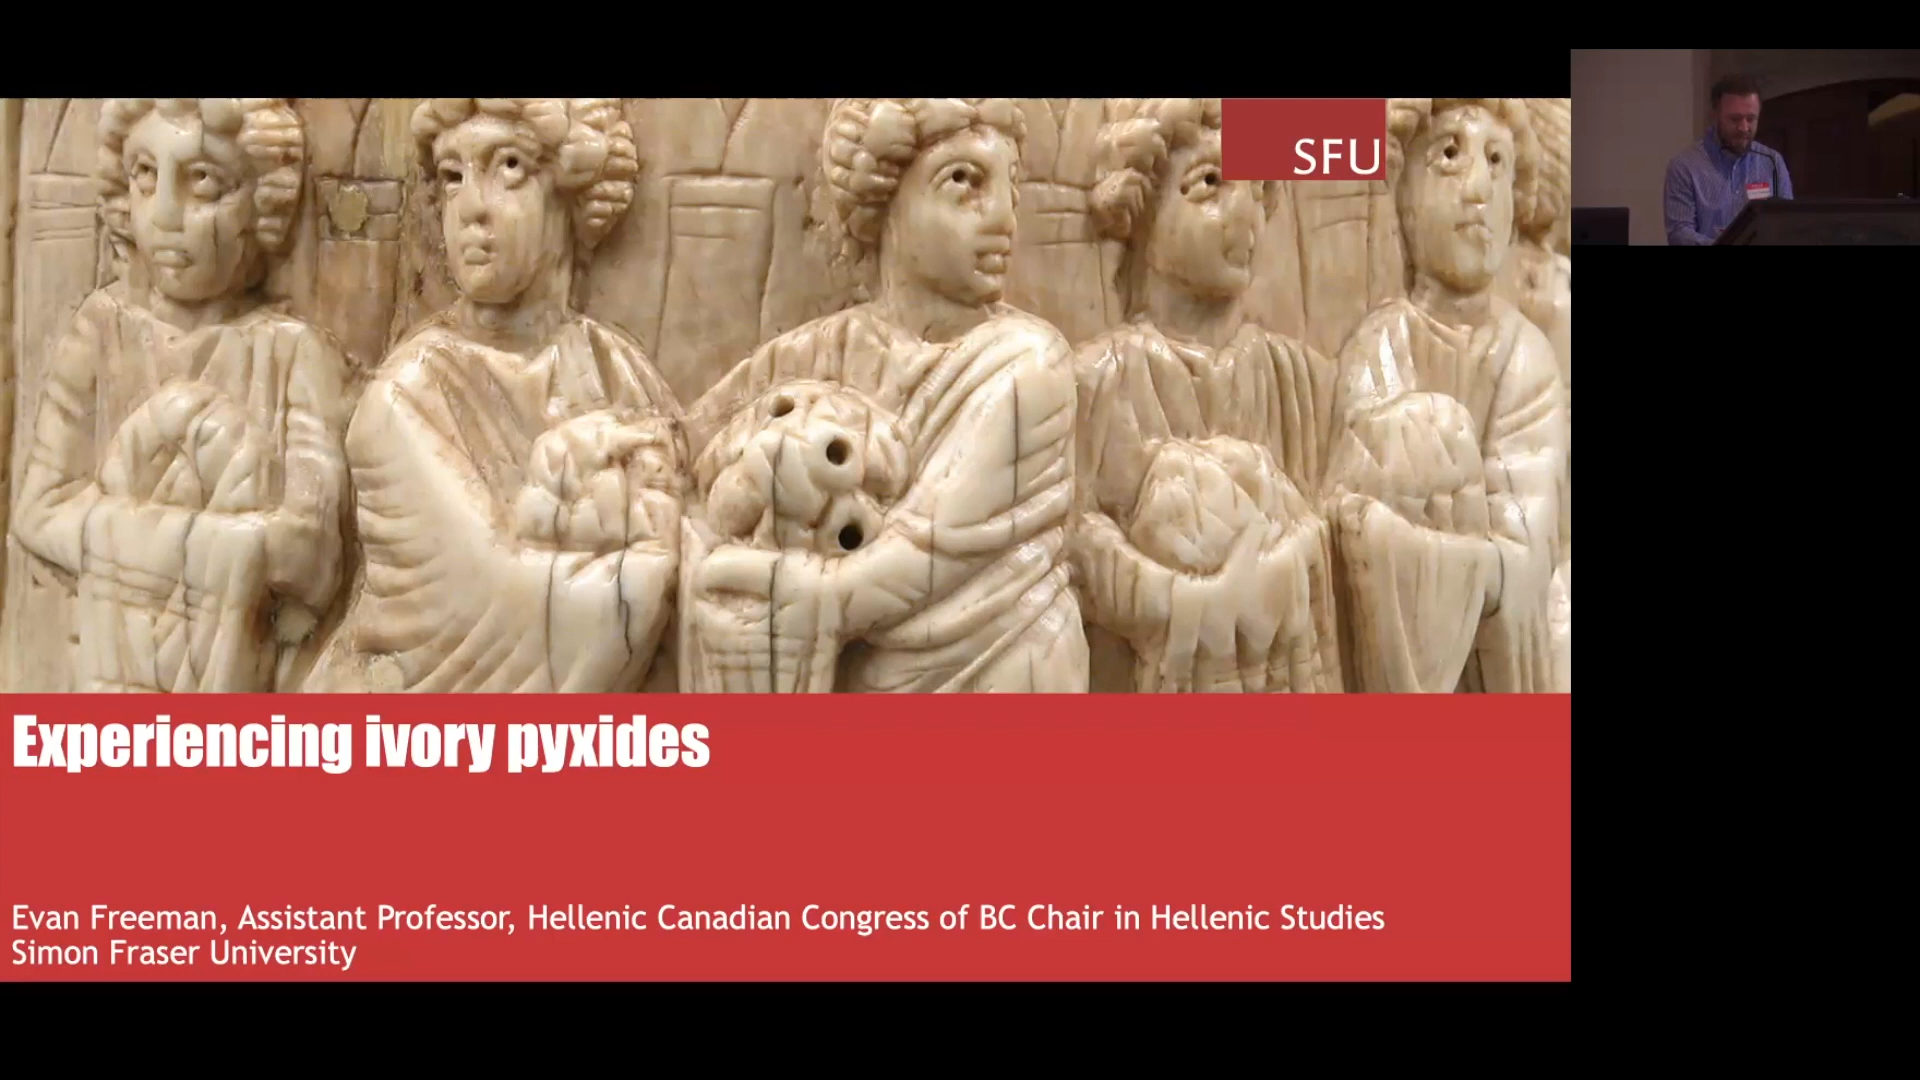 SFU
Experiencing ivory pyxides
Evan Freeman, Assistant Professor, Hellenic Canadian Congress of BC Chair in Hellenic Studies
Simon Fraser University